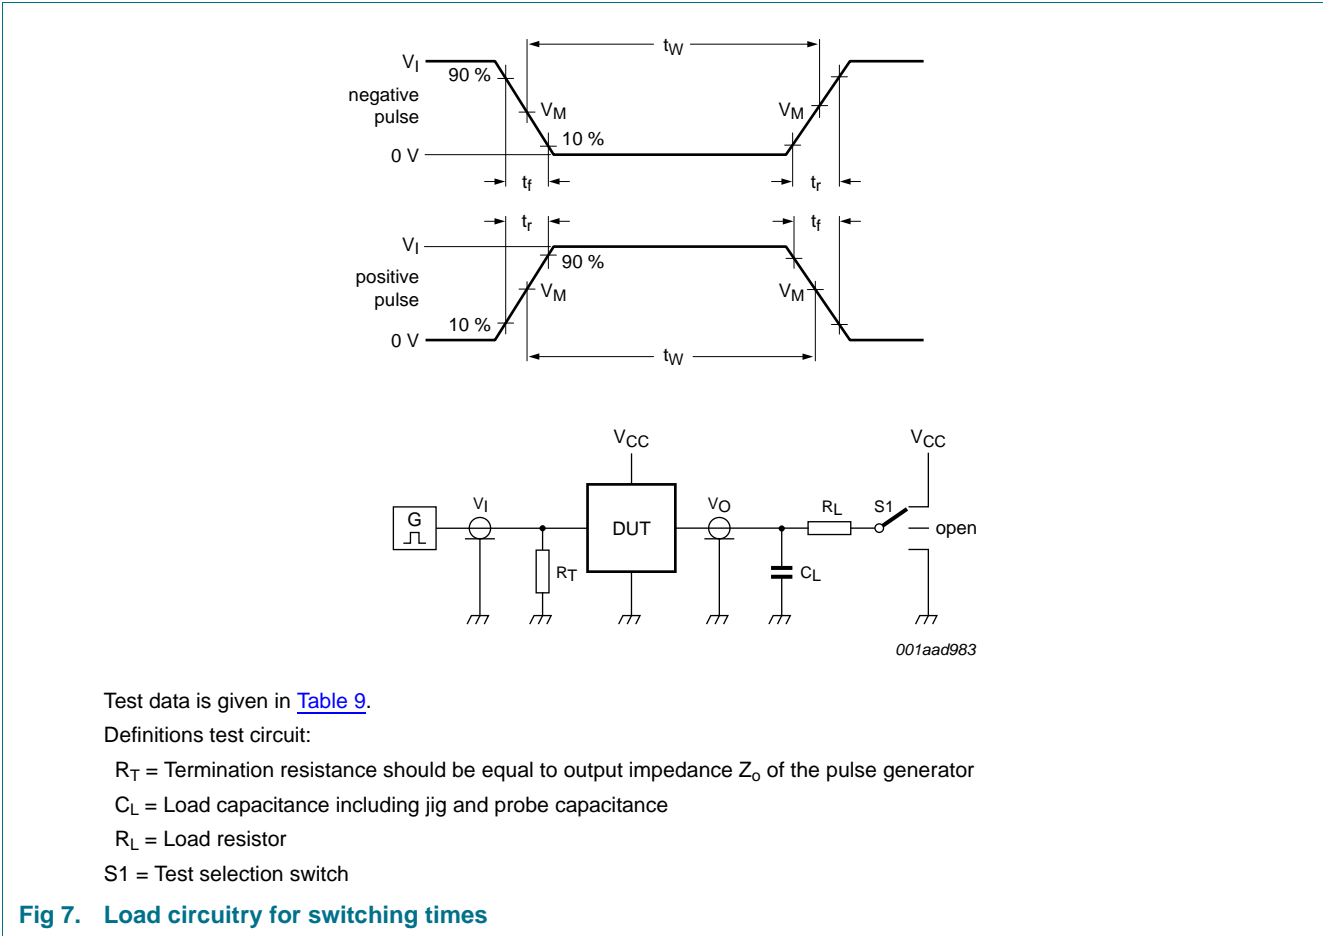 tW
VI
90 %
negative
pulse
VM
VM
10 %
0 V
tf
tr
tr
tf
VI
90 %
positive
pulse
VM
VM
10 %
0 V
tW
VCC
VCC
G
VI
DUT
VO
RL
S1
open
RT
CL
001aad983
Test data is given in Table 9.
Definitions test circuit:
RT = Termination resistance should be equal to output impedance Zo of the pulse generator
CL = Load capacitance including jig and probe capacitance
RL = Load resistor
S1 = Test selection switch
Fig 7. Load circuitry for switching times